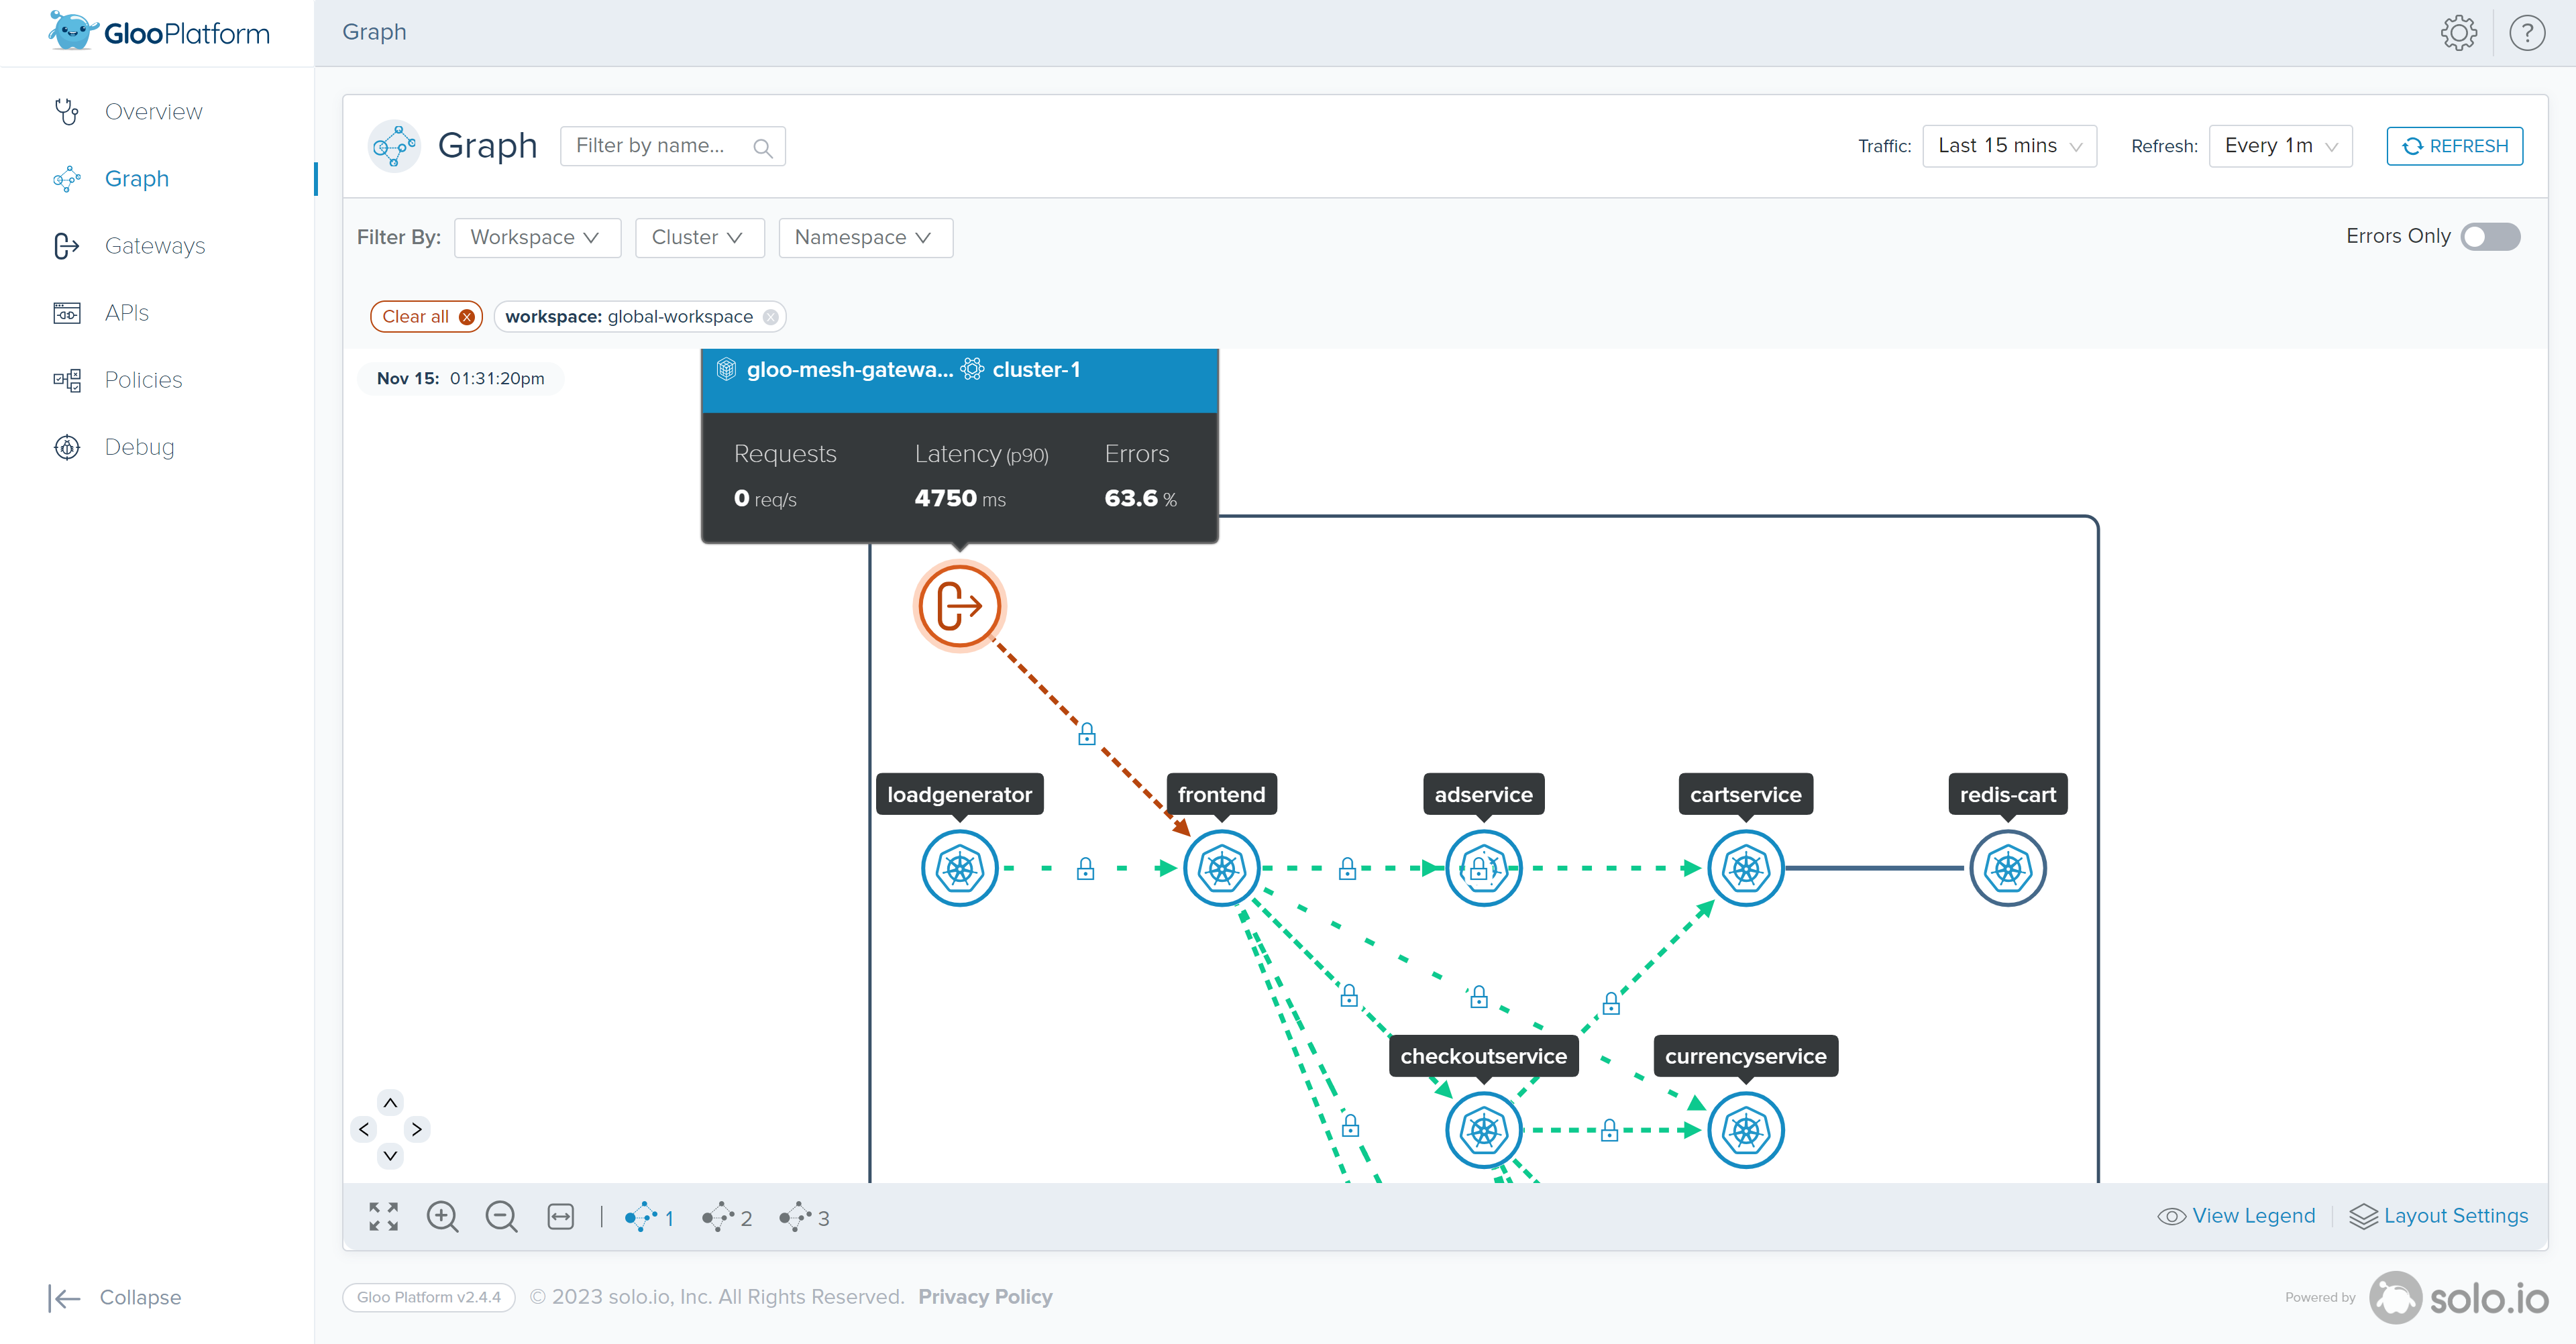 GlooPlatform
Graph
Overview
Graph
Gateways
APIs
Policies
Debug
Graph
Filter by name...
Traffic:
Last 15 mins
Refresh:
Every 1m
REFRESH
Filter By:
Workspace
Cluster
Namespace
Errors Only
Clear all
workspace: global-workspace
Nov 15: 01:31:20pm
gloo-mesh-gatewa... cluster-1
Requests
Latency (p90)
Errors
0 req/s
4750 ms
63.6 %
loadgenerator
frontend
adservice
cartservice
redis-cart
checkoutservice
currencyservice
1
2
3
View Legend
Layout Settings
Collapse
Gloo Platform v2.4.4
© 2023 solo.io, Inc. All Rights Reserved. Privacy Policy
Powered by
solo.io